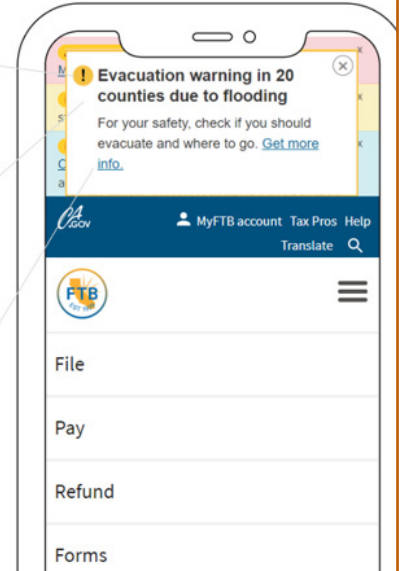 ! Evacuation warning in 20
counties due to flooding
For your safety, check if you should
evacuate and where to go. Get more
info.
CA.GOV
MyFTB account Tax Pros Help
Translate
FTB
File
Pay
Refund
Forms